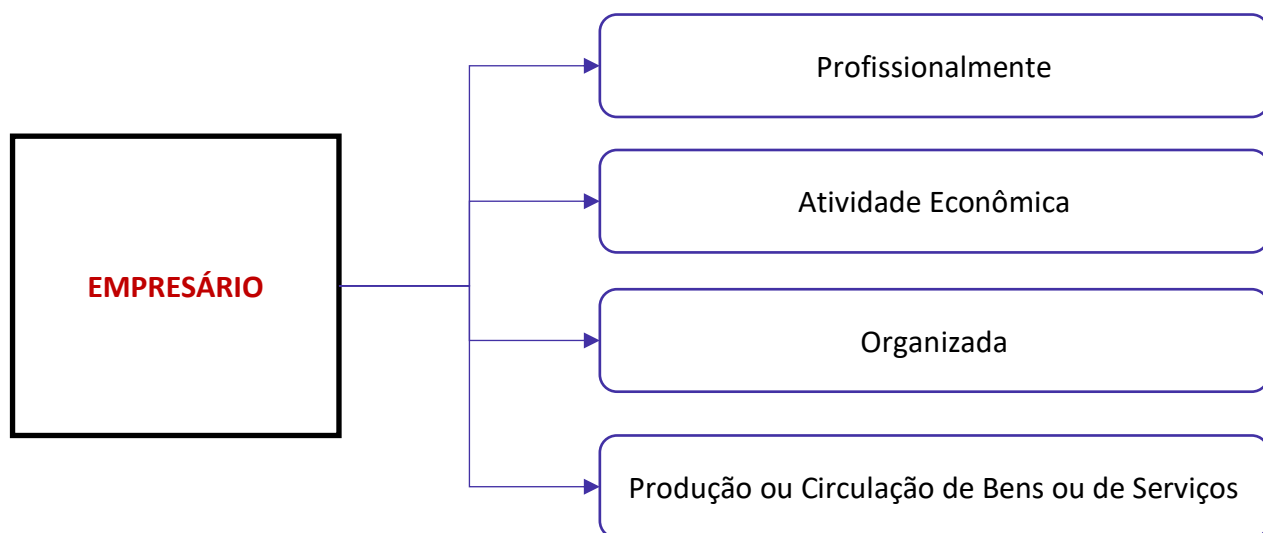 EMPRESÁRIO
Profissionalmente
Atividade Econômica
Organizada
Produção ou Circulação de Bens ou de Serviços